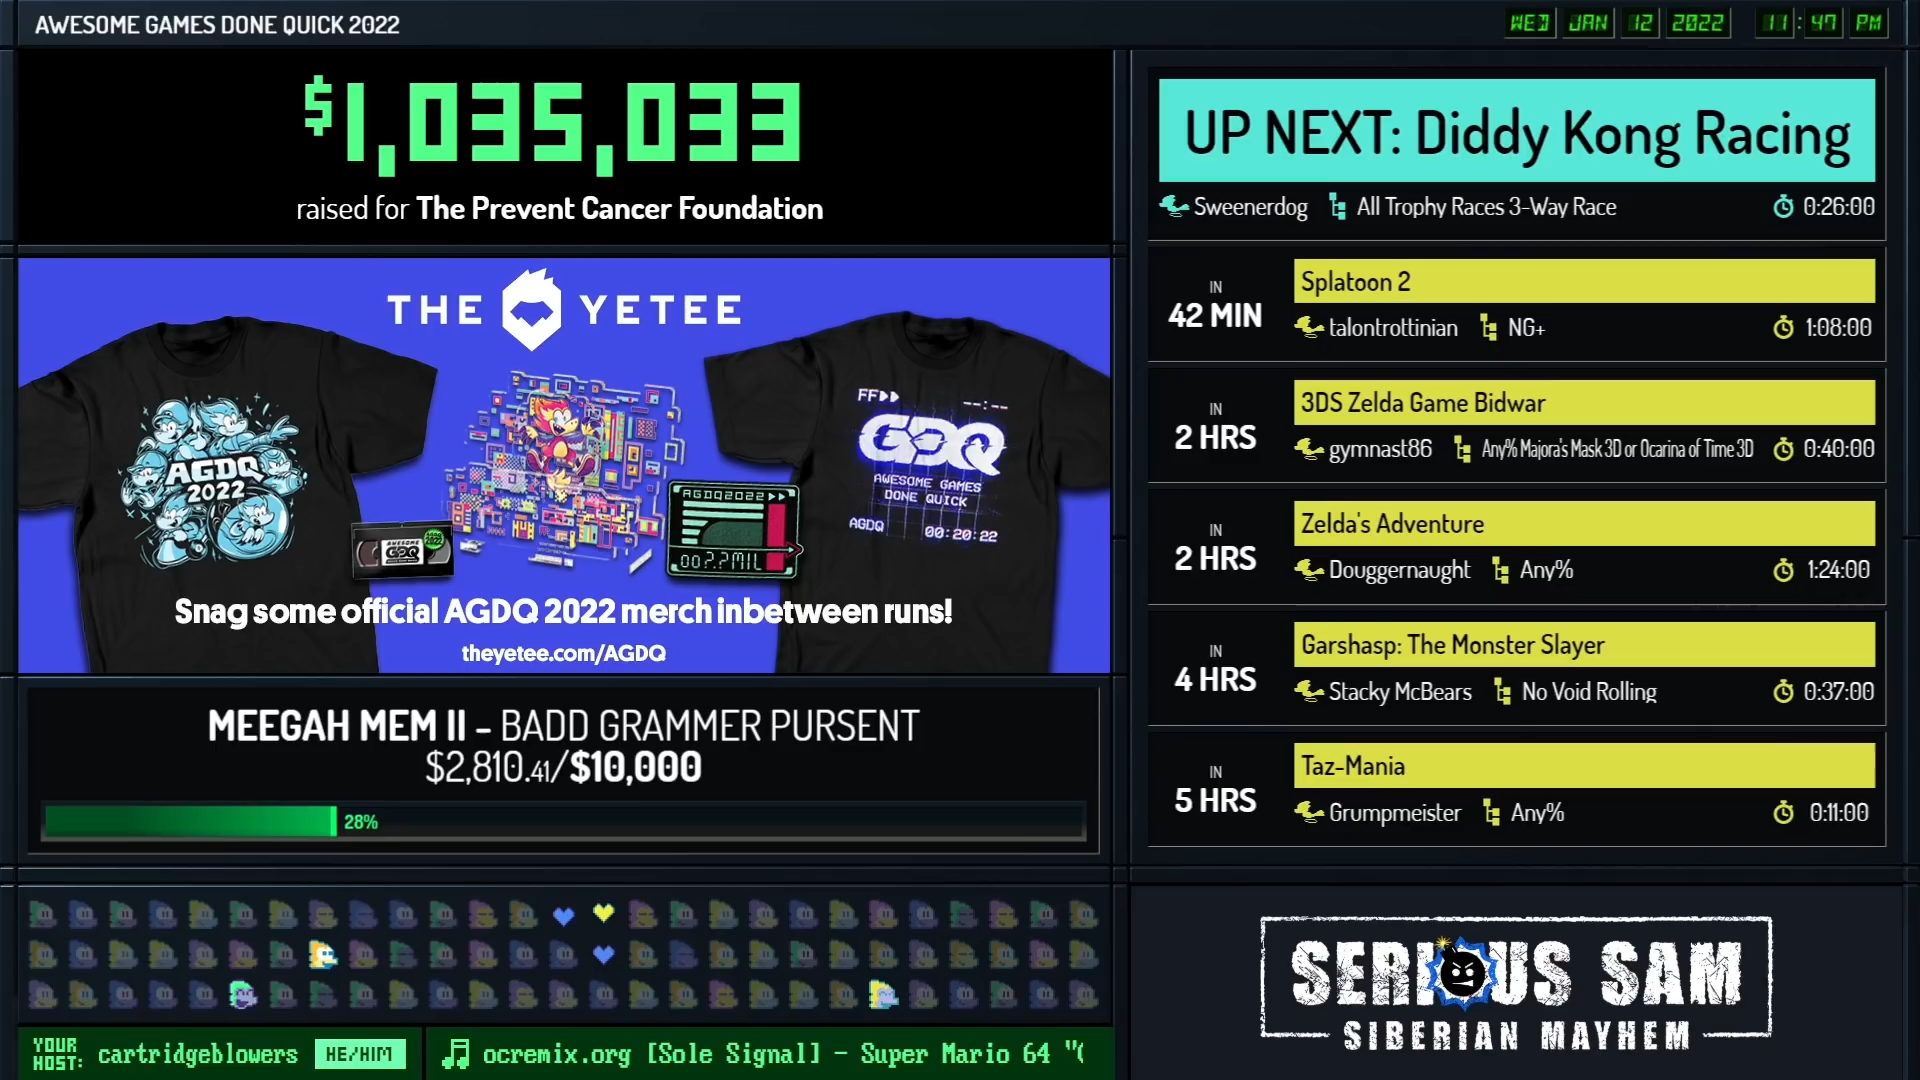 AWESOME GAMES DONE QUICK 2022
WED JAN 12 2022 11:47 PM
$1,035,033
raised for The Prevent Cancer Foundation
THE YETEE
AGDQ
2022
AWESOME
GDQ
AGDQ2022
00?.?MIL
FF
--:--
GDQ
AWESOME GAMES
DONE QUICK
AGDQ
00:20:22
Snag some official AGDQ 2022 merch inbetween runs!
theyetee.com/AGDQ
MEEGAH MEM II - BADD GRAMMER PURSENT
$2,810.41/$10,000
28%
YOUR HOST: cartridgeblowers HE/HIM
ocremix.org [Sole Signal] - Super Mario 64 "(
UP NEXT: Diddy Kong Racing
Sweenerdog All Trophy Races 3-Way Race 0:26:00
IN 42 MIN
Splatoon 2
talontrottinian NG+ 1:08:00
IN 2 HRS
3DS Zelda Game Bidwar
gymnast86 Any% Majora's Mask 3D or Ocarina of Time 3D 0:40:00
IN 2 HRS
Zelda's Adventure
Douggernaught Any% 1:24:00
IN 4 HRS
Garshasp: The Monster Slayer
Stacky McBears No Void Rolling 0:37:00
IN 5 HRS
Taz-Mania
Grumpmeister Any% 0:11:00
SERIOUS SAM
SIBERIAN MAYHEM